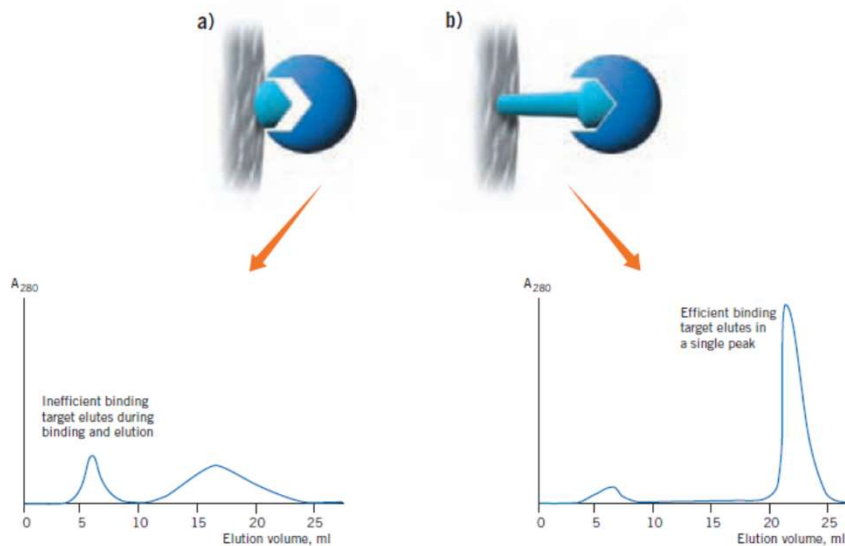 a)
b)
A280
Inefficient binding
target elutes during
binding and elution
0 5 10 15 20 25
Elution volume, ml
A280
Efficient binding
target elutes in
a single peak
0 5 10 15 20 25
Elution volume, ml